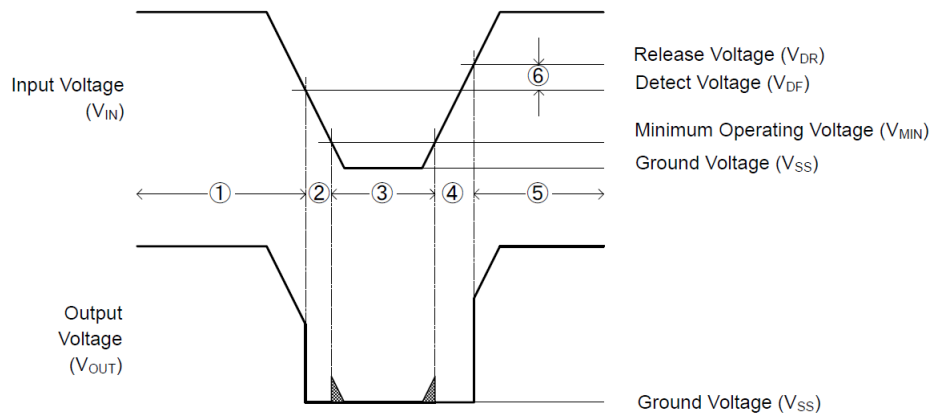 Release Voltage (VDR)
⑥
Input Voltage
(VIN)
Detect Voltage (VDF)
Minimum Operating Voltage (VMIN)
Ground Voltage (VSS)
① ② ③ ④ ⑤
Output
Voltage
(VOUT)
Ground Voltage (VSS)